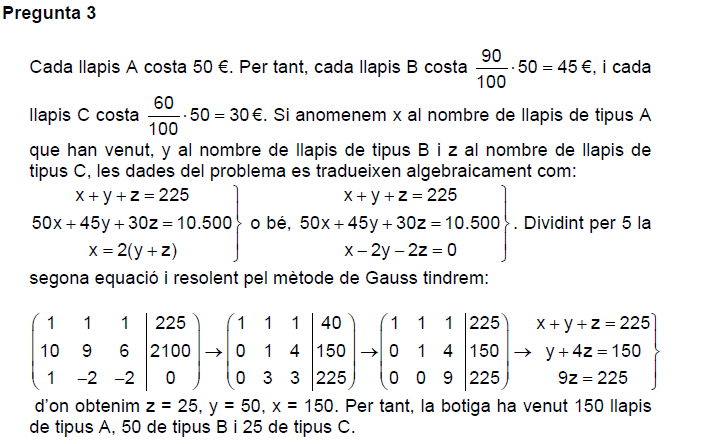 Pregunta 3
Cada llapis A costa 50 €. Per tant, cada llapis B costa 90/100 · 50 = 45 €, i cada
llapis C costa 60/100 · 50 = 30 €. Si anomenem x al nombre de llapis de tipus A
que han venut, y al nombre de llapis de tipus B i z al nombre de llapis de
tipus C, les dades del problema es tradueixen algebraicament com:
x + y + z = 225 x + y + z = 225
50x + 45y + 30z = 10.500 } o bé, 50x + 45y + 30z = 10.500 } . Dividint per 5 la
x = 2(y + z) x − 2y − 2z = 0
segona equació i resolent pel mètode de Gauss tindrem:
( 1 1 1 | 225 ) ( 1 1 1 | 40 ) ( 1 1 1 | 225 ) x + y + z = 225
( 10 9 6 | 2100 ) → ( 0 1 4 | 150 ) → ( 0 1 4 | 150 ) → y + 4z = 150 }
( 1 −2 −2 | 0 ) ( 0 3 3 | 225 ) ( 0 0 9 | 225 ) 9z = 225
d'on obtenim z = 25, y = 50, x = 150. Per tant, la botiga ha venut 150 llapis
de tipus A, 50 de tipus B i 25 de tipus C.